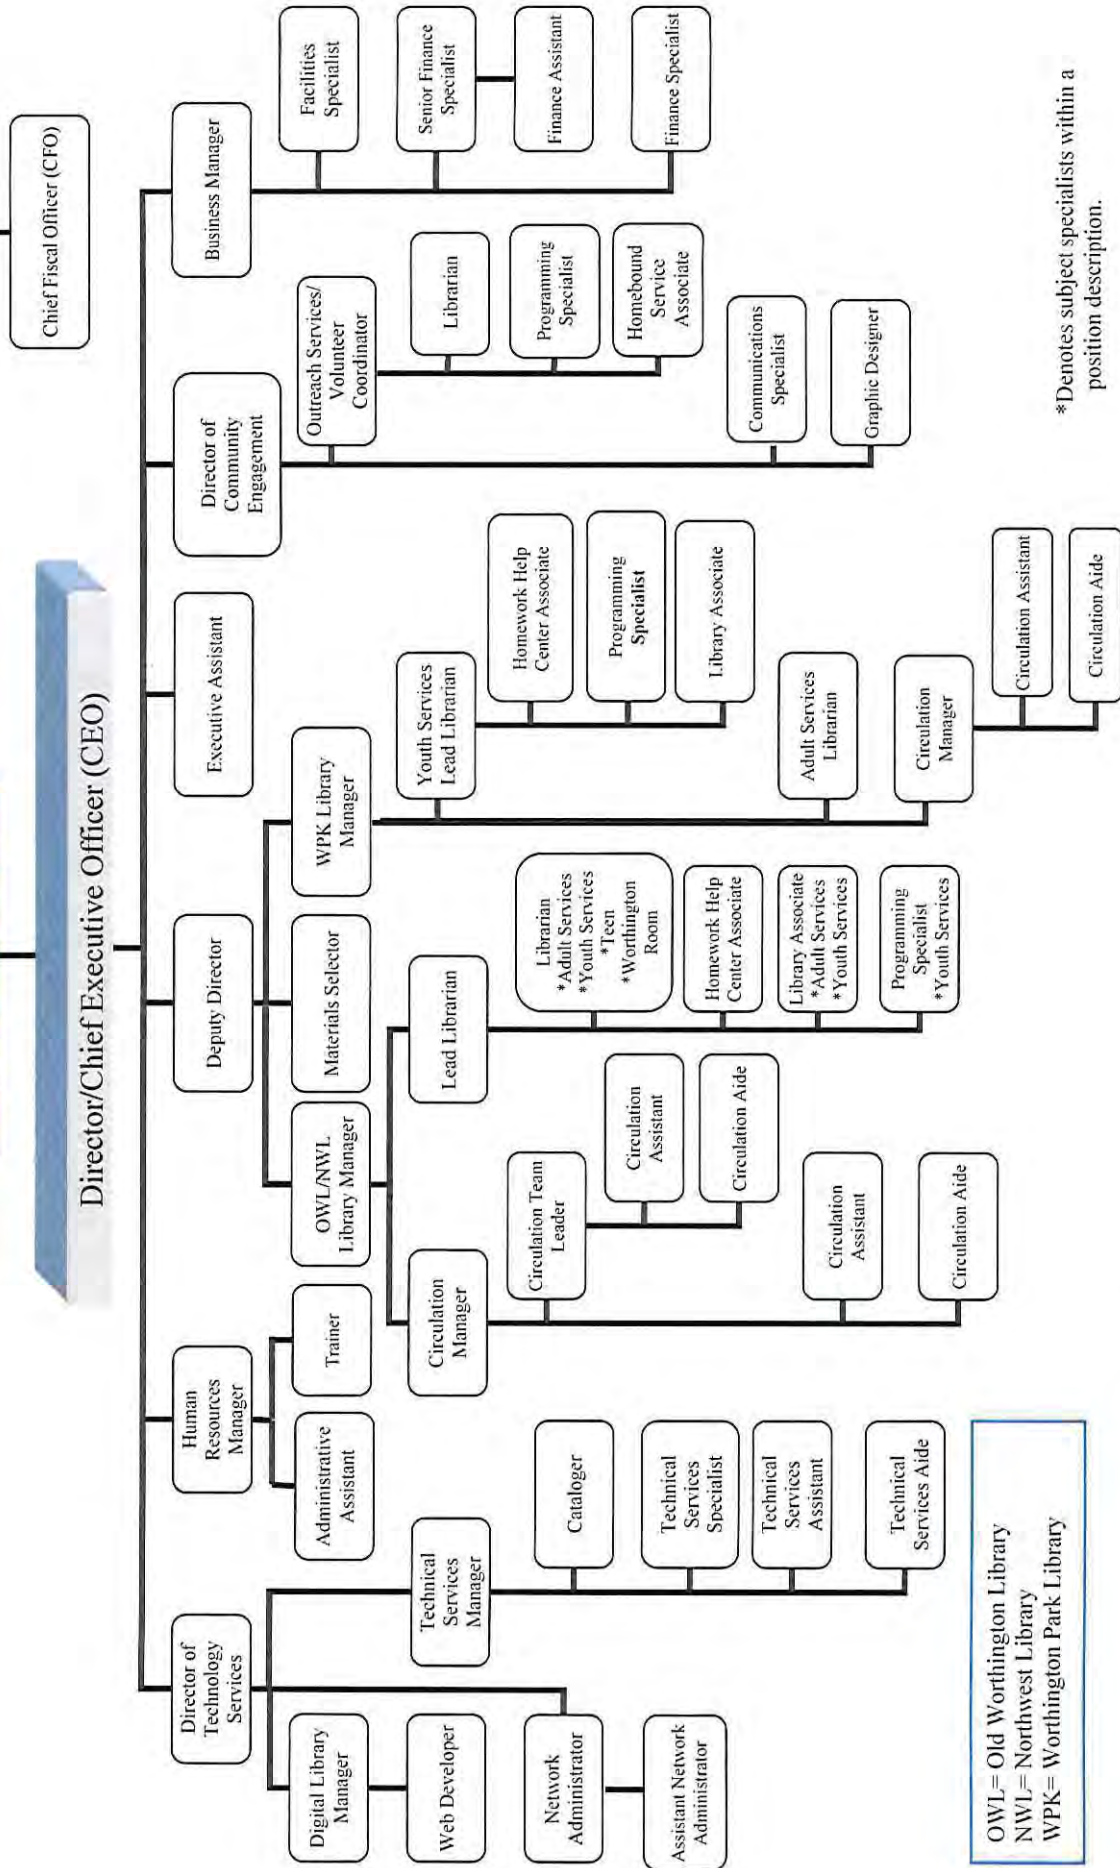 Chief Fiscal Officer (CFO)
Director/Chief Executive Officer (CEO)
Director of
Technology
Services
Human
Resources
Manager
Deputy Director
Executive Assistant
Director of
Community
Engagement
Business Manager
Digital Library
Manager
Web Developer
Network
Administrator
Assistant Network
Administrator
Technical
Services
Manager
Cataloger
Technical
Services
Specialist
Technical
Services
Assistant
Technical
Services Aide
Administrative
Assistant
Trainer
OWL/NWL
Library Manager
Materials Selector
WPK Library
Manager
Circulation
Manager
Circulation Team
Leader
Circulation
Assistant
Circulation Aide
Circulation
Assistant
Circulation Aide
Lead Librarian
Librarian
*Adult Services
*Youth Services
*Teen
*Worthington
Room
Homework Help
Center Associate
Library Associate
*Adult Services
*Youth Services
Programming
Specialist
*Youth Services
Youth Services
Lead Librarian
Homework Help
Center Associate
Programming
Specialist
Library Associate
Adult Services
Librarian
Circulation
Manager
Circulation Assistant
Circulation Aide
Outreach Services/
Volunteer
Coordinator
Librarian
Programming
Specialist
Homebound
Service
Associate
Communications
Specialist
Graphic Designer
Facilities
Specialist
Senior Finance
Specialist
Finance Assistant
Finance Specialist
OWL= Old Worthington Library
NWL= Northwest Library
WPK= Worthington Park Library
*Denotes subject specialists within a
position description.